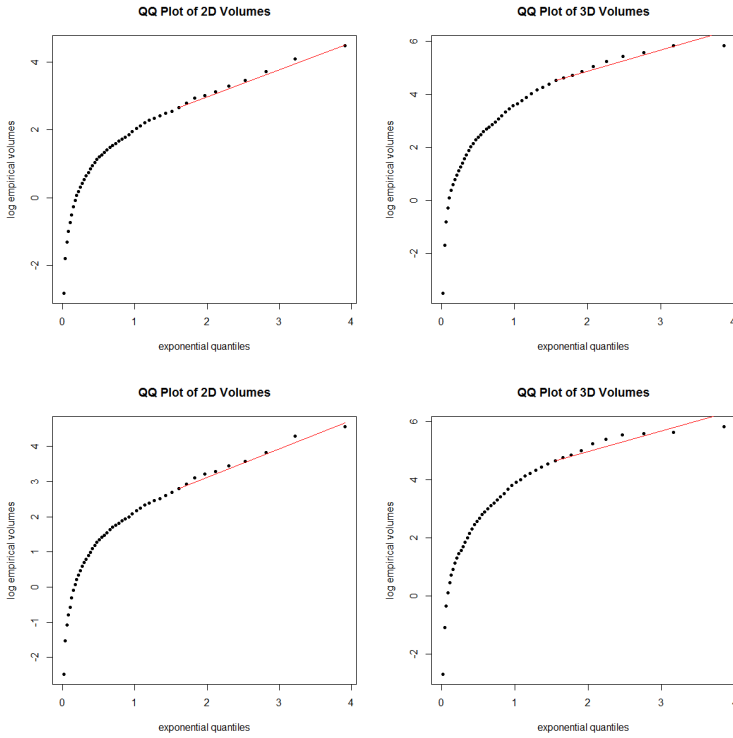 QQ Plot of 2D Volumes
log empirical volumes
4
2
0
-2
0 1 2 3 4
exponential quantiles
QQ Plot of 3D Volumes
log empirical volumes
6
4
2
0
-2
0 1 2 3 4
exponential quantiles
QQ Plot of 2D Volumes
log empirical volumes
4
3
2
1
0
-1
-2
0 1 2 3 4
exponential quantiles
QQ Plot of 3D Volumes
log empirical volumes
6
4
2
0
-2
0 1 2 3 4
exponential quantiles